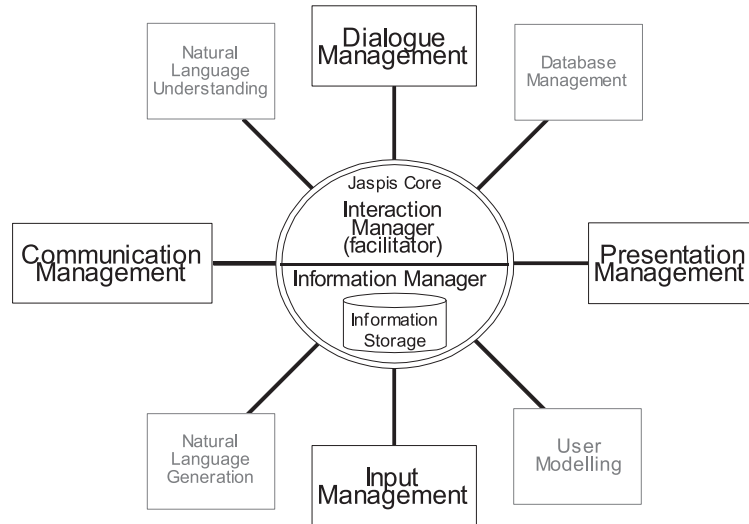 Natural
Language
Understanding
Dialogue
Management
Database
Management
Jaspis Core
Interaction
Manager
(facilitator)
Communication
Management
Presentation
Management
Information Manager
Information
Storage
Natural
Language
Generation
Input
Management
User
Modelling